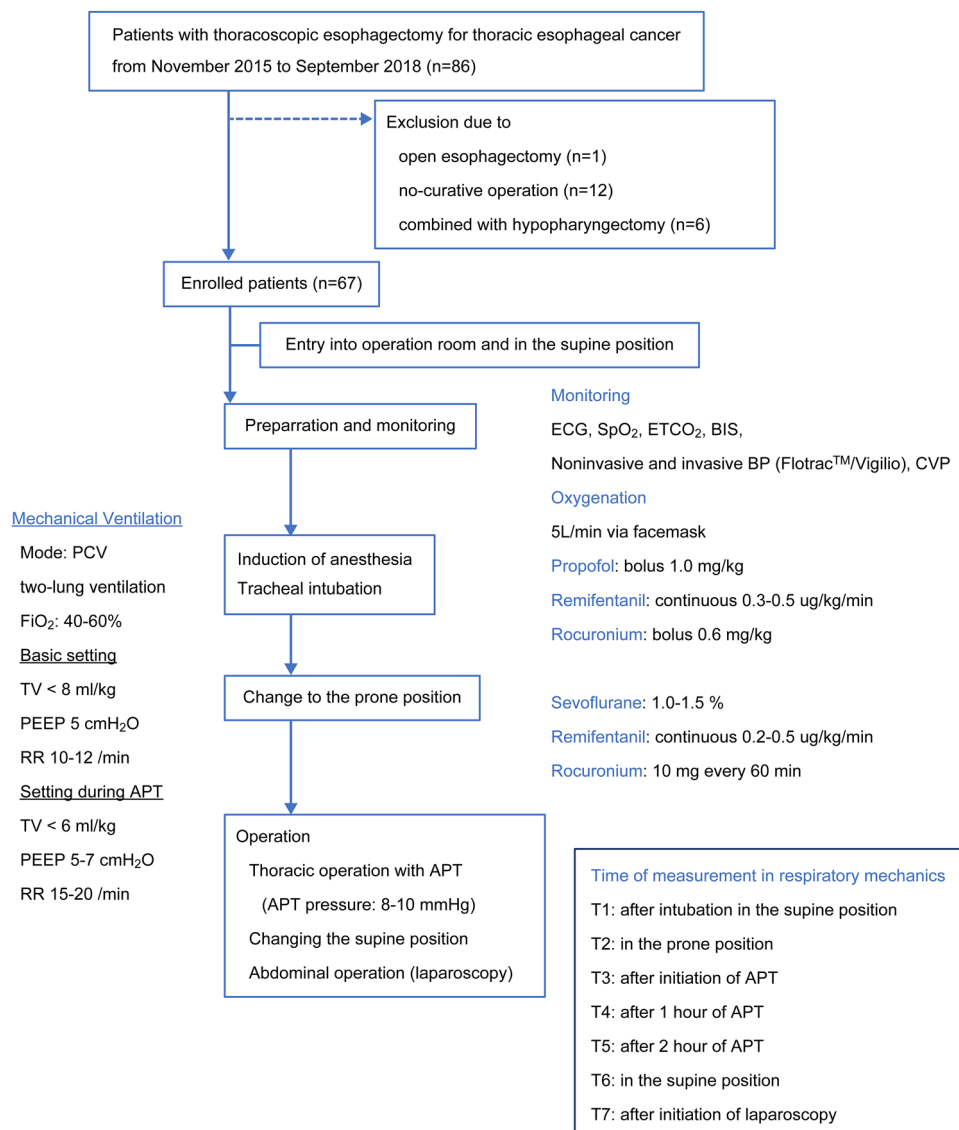 Patients with thoracoscopic esophagectomy for thoracic esophageal cancer
from November 2015 to September 2018 (n=86)
Exclusion due to
open esophagectomy (n=1)
no-curative operation (n=12)
combined with hypopharyngectomy (n=6)
Enrolled patients (n=67)
Entry into operation room and in the supine position
Preparration and monitoring
Monitoring
ECG, SpO₂, ETCO₂, BIS,
Noninvasive and invasive BP (Flotrac™/Vigilio), CVP
Oxygenation
5L/min via facemask
Propofol: bolus 1.0 mg/kg
Remifentanil: continuous 0.3-0.5 ug/kg/min
Rocuronium: bolus 0.6 mg/kg
Mechanical Ventilation
Mode: PCV
two-lung ventilation
FiO₂: 40-60%
Basic setting
TV < 8 ml/kg
PEEP 5 cmH₂O
RR 10-12 /min
Setting during APT
TV < 6 ml/kg
PEEP 5-7 cmH₂O
RR 15-20 /min
Induction of anesthesia
Tracheal intubation
Change to the prone position
Sevoflurane: 1.0-1.5 %
Remifentanil: continuous 0.2-0.5 ug/kg/min
Rocuronium: 10 mg every 60 min
Operation
Thoracic operation with APT
(APT pressure: 8-10 mmHg)
Changing the supine position
Abdominal operation (laparoscopy)
Time of measurement in respiratory mechanics
T1: after intubation in the supine position
T2: in the prone position
T3: after initiation of APT
T4: after 1 hour of APT
T5: after 2 hour of APT
T6: in the supine position
T7: after initiation of laparoscopy